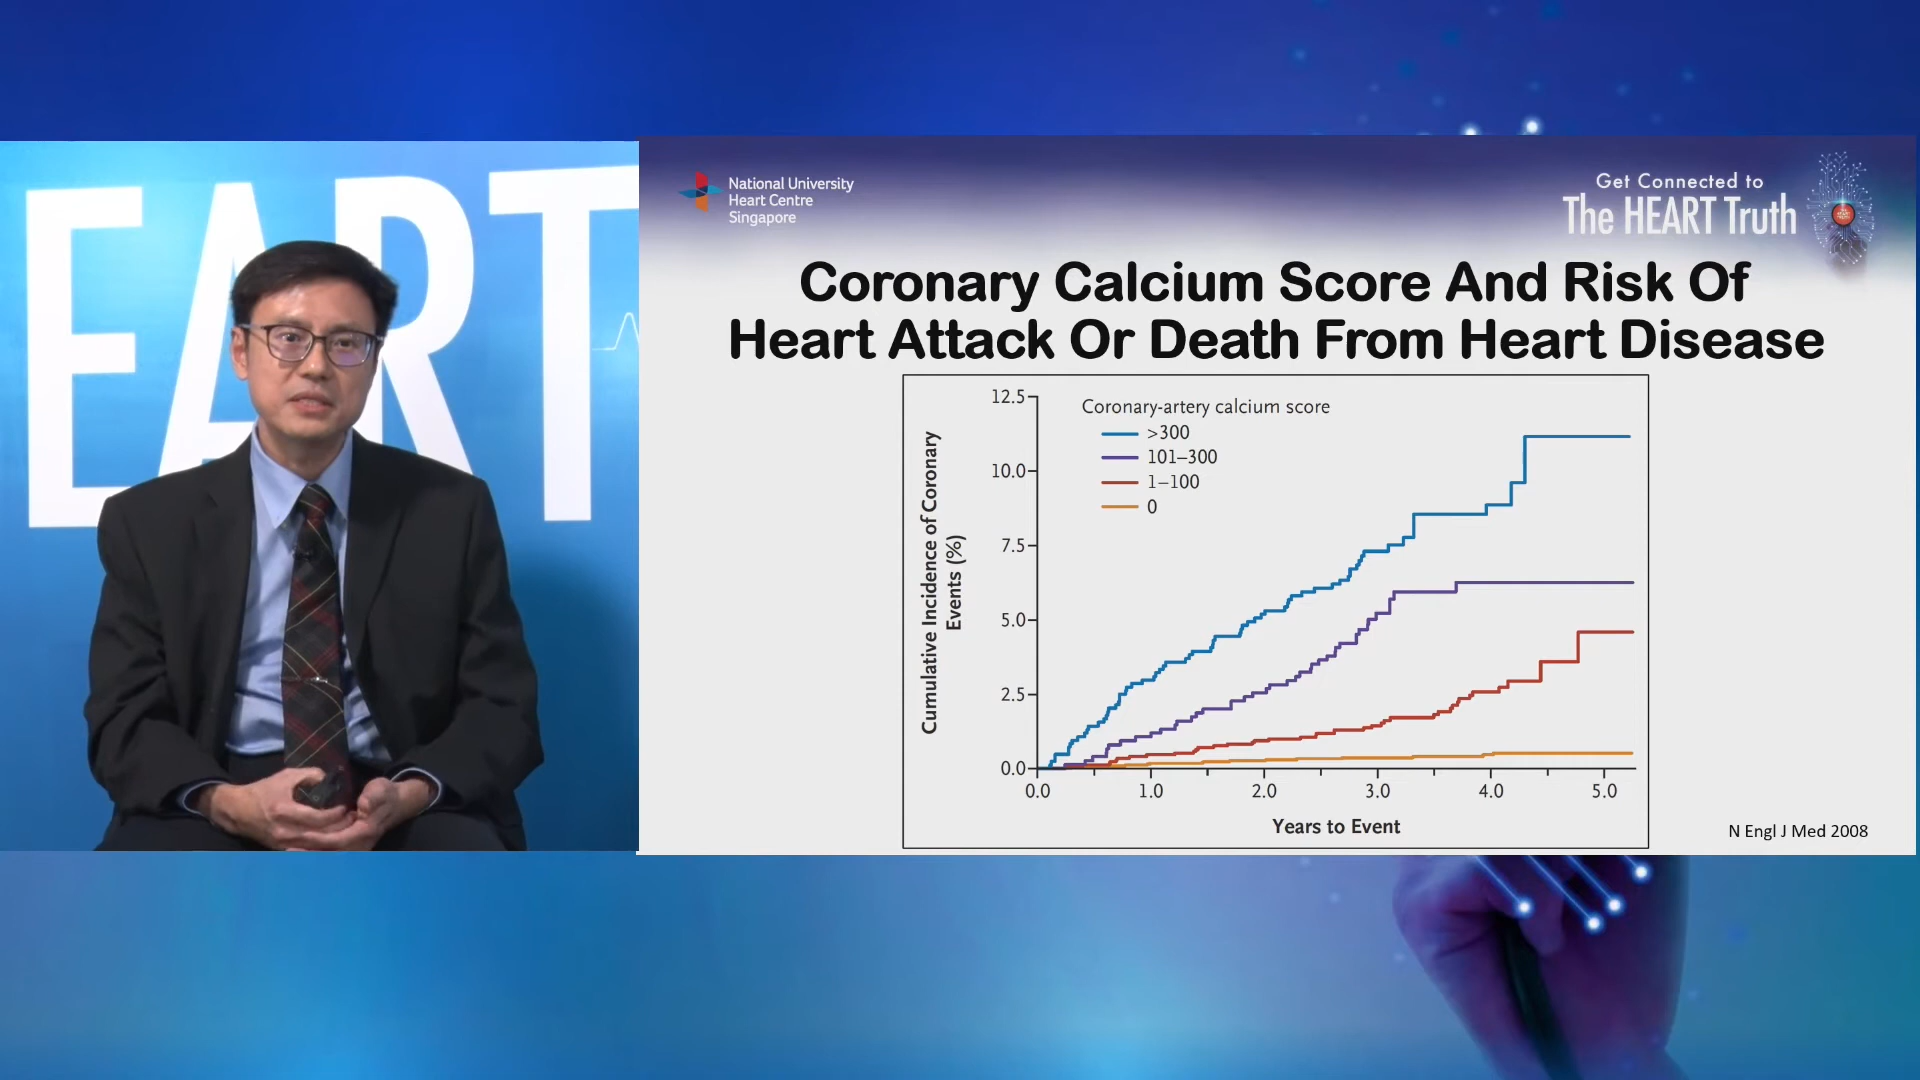 EART
National University
Heart Centre
Singapore
Get Connected to
The HEART Truth
Coronary Calcium Score And Risk Of
Heart Attack Or Death From Heart Disease
Cumulative Incidence of Coronary
Events (%)
12.5
10.0
7.5
5.0
2.5
0.0
Coronary-artery calcium score
>300
101–300
1–100
0
0.0 1.0 2.0 3.0 4.0 5.0
Years to Event
N Engl J Med 2008